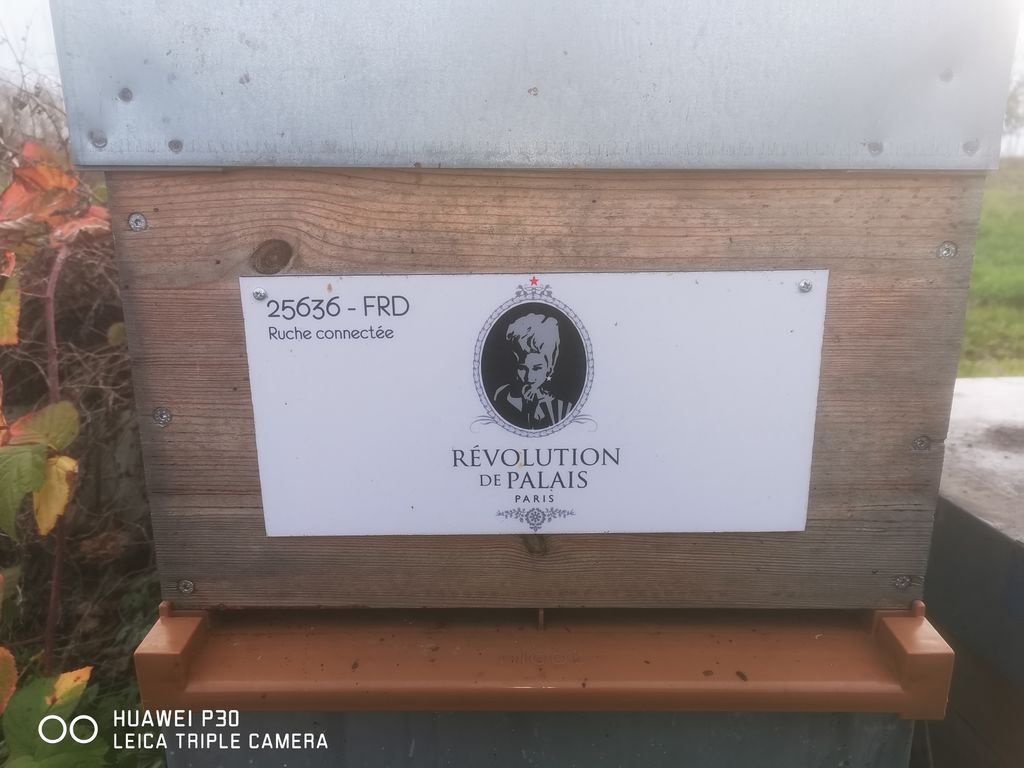 25636 - FRD
Ruche connectée
RÉVOLUTION
DE PALAIS
PARIS
HUAWEI P30
LEICA TRIPLE CAMERA